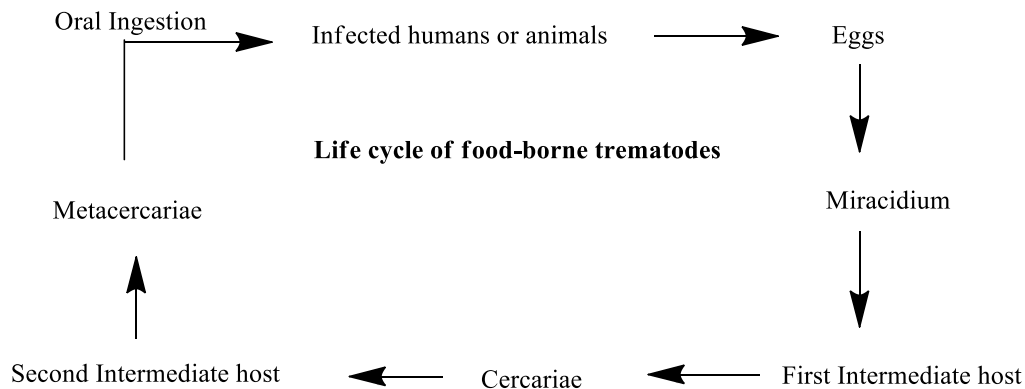 Oral Ingestion
Infected humans or animals
Eggs
Life cycle of food-borne trematodes
Metacercariae
Miracidium
Second Intermediate host
Cercariae
First Intermediate host